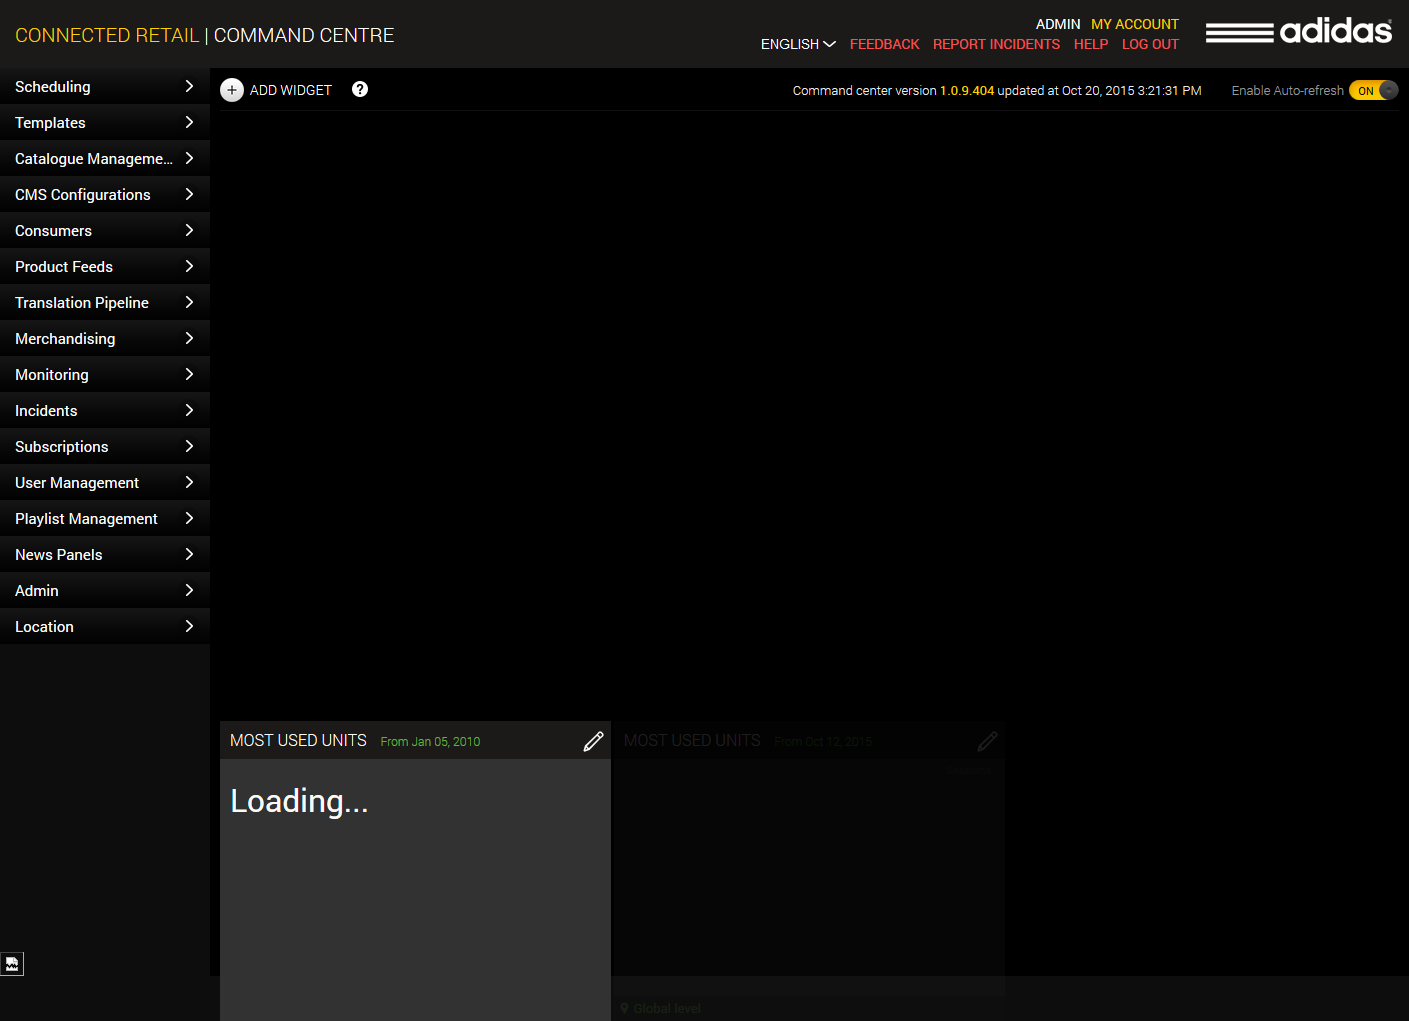 CONNECTED RETAIL | COMMAND CENTRE
ADMIN MY ACCOUNT
ENGLISH FEEDBACK REPORT INCIDENTS HELP LOG OUT
adidas
Scheduling
Templates
Catalogue Manageme...
CMS Configurations
Consumers
Product Feeds
Translation Pipeline
Merchandising
Monitoring
Incidents
Subscriptions
User Management
Playlist Management
News Panels
Admin
Location
+ ADD WIDGET ?
Command center version 1.0.9.404 updated at Oct 20, 2015 3:21:31 PM
Enable Auto-refresh ON
MOST USED UNITS From Jan 05, 2010
Loading...
MOST USED UNITS From Oct 12, 2015
Global level